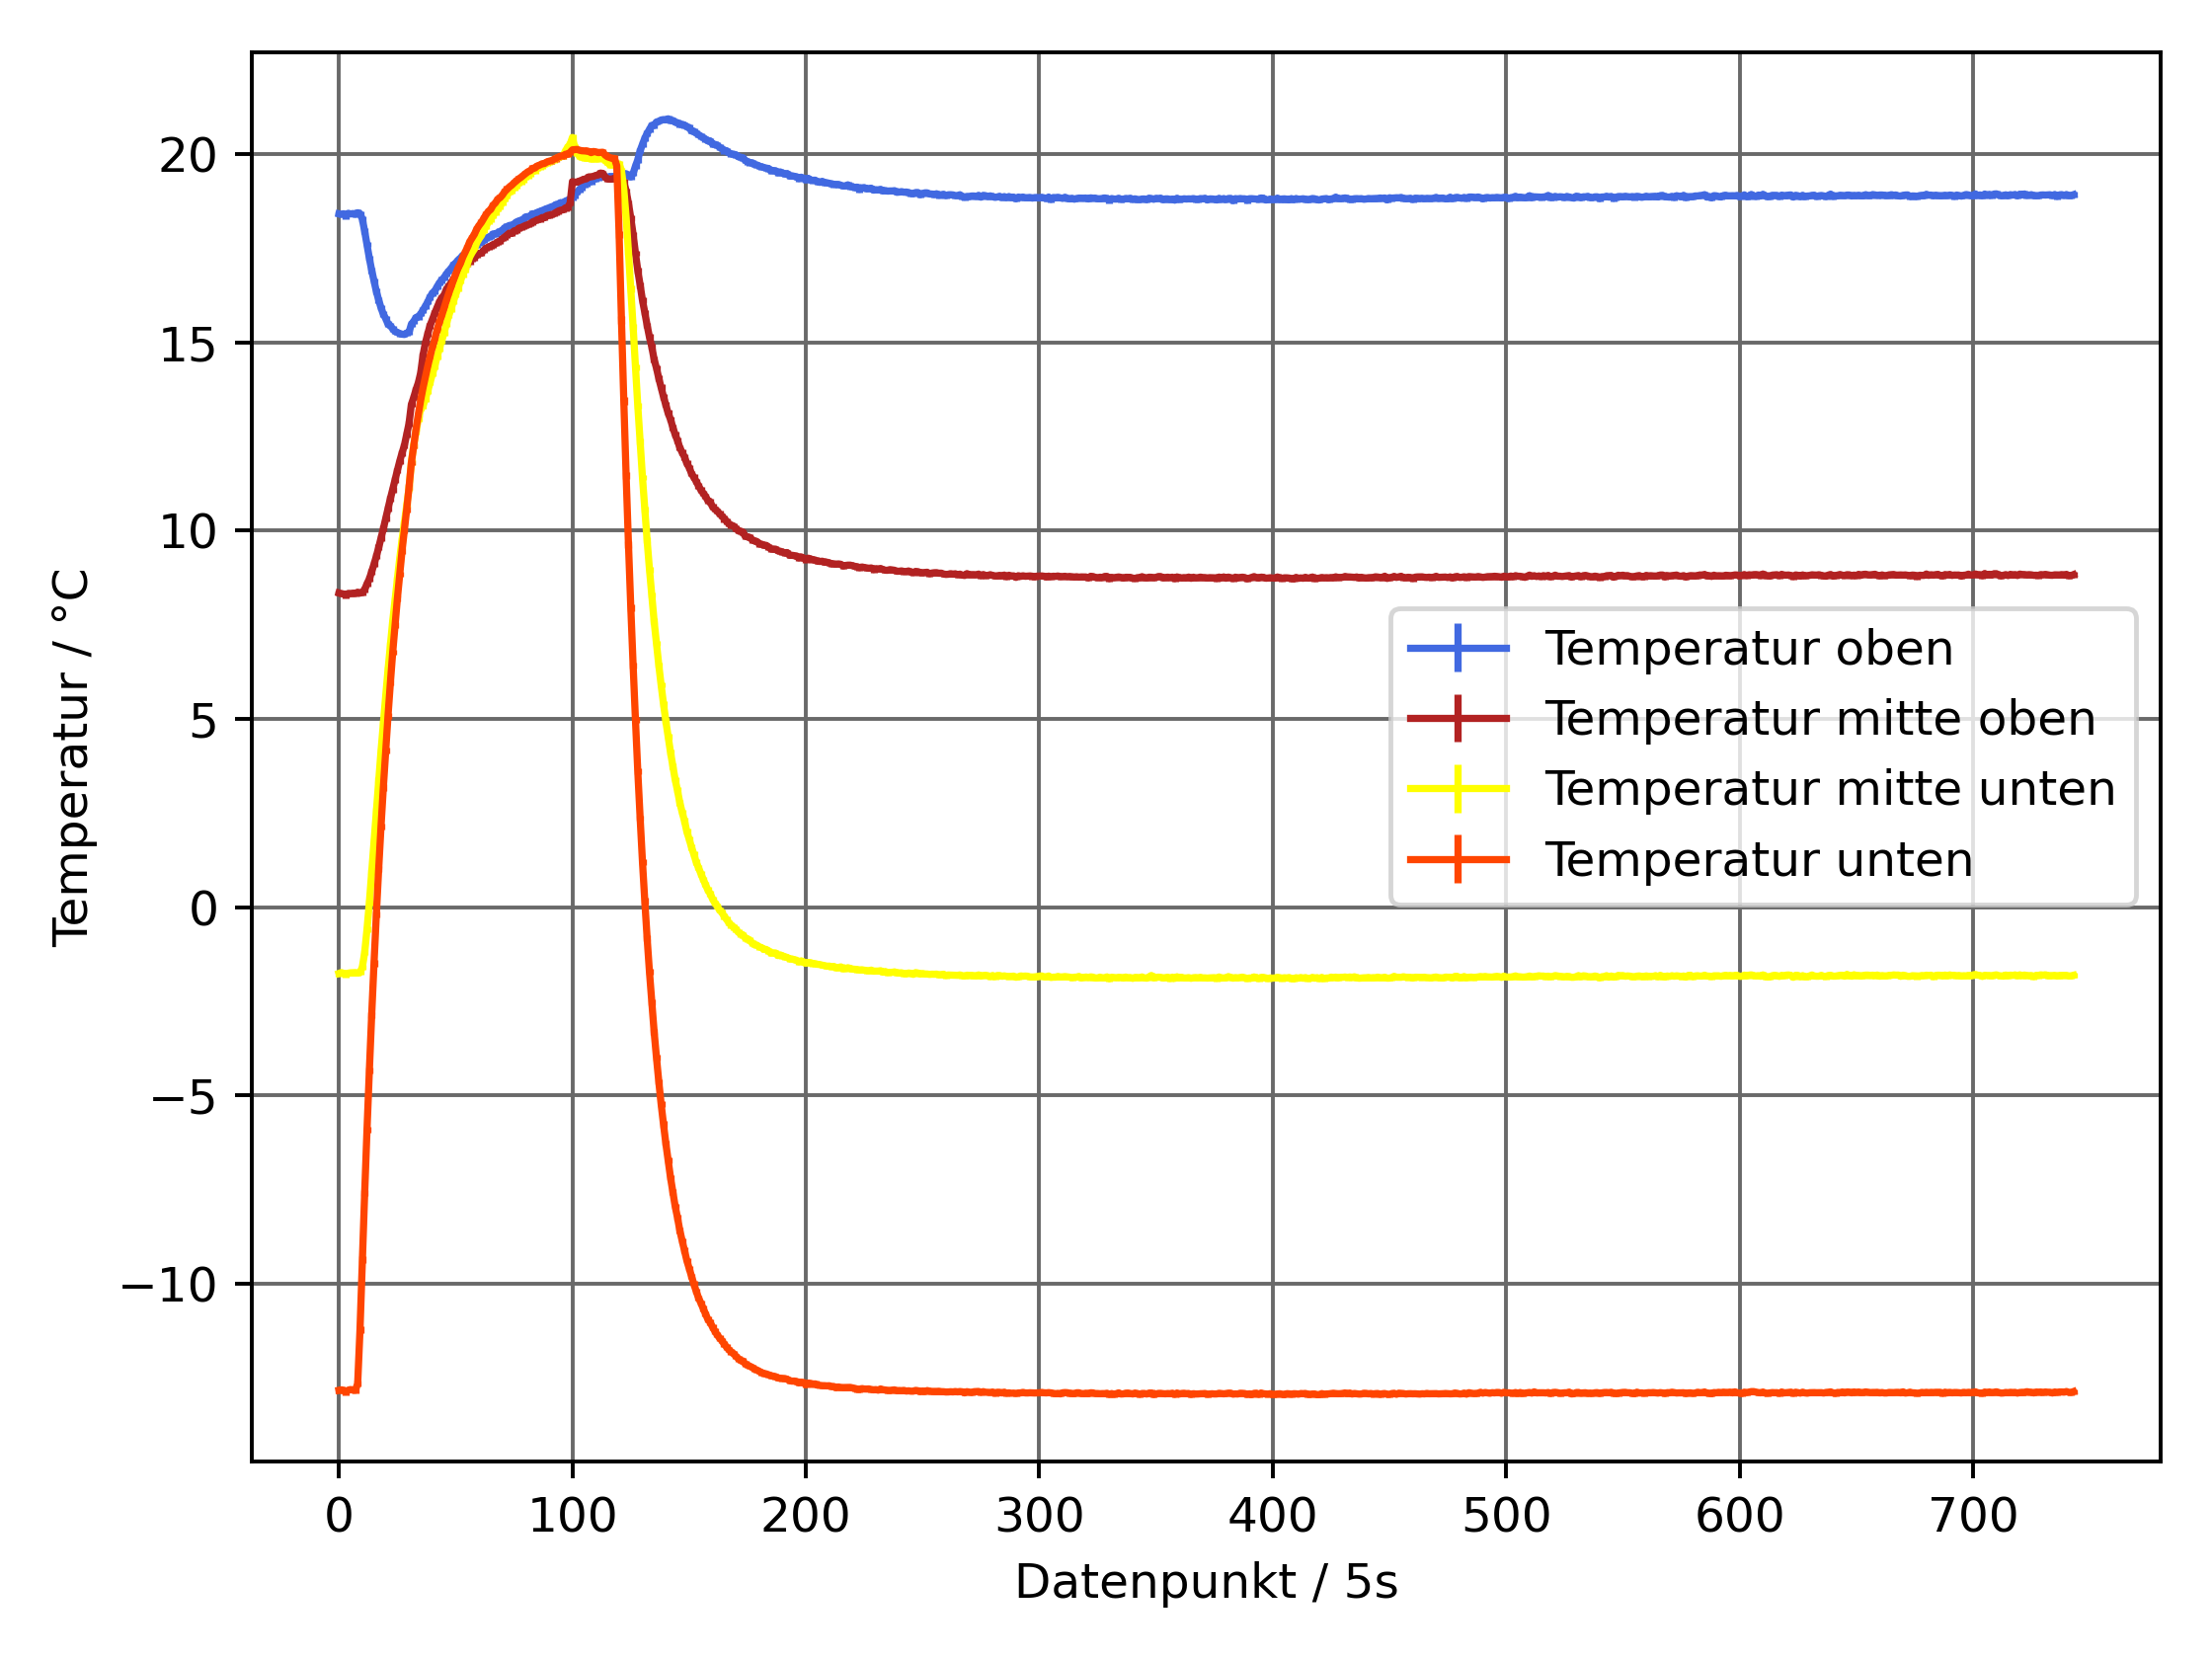 20
15
10
5
0
−5
−10
Temperatur / °C
Temperatur oben
Temperatur mitte oben
Temperatur mitte unten
Temperatur unten
0 100 200 300 400 500 600 700
Datenpunkt / 5s